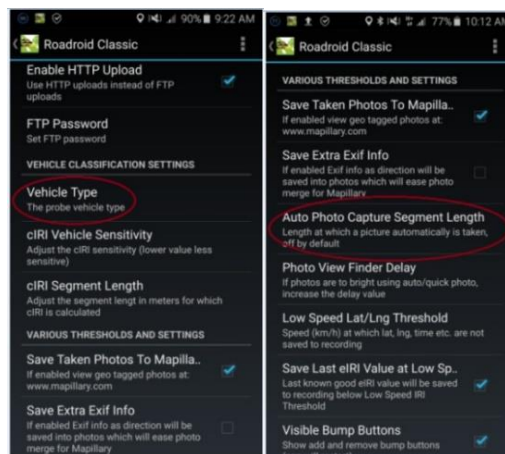 90% 9:22 AM
Roadroid Classic
Enable HTTP Upload
Use HTTP uploads instead of FTP
uploads
FTP Password
Set FTP password
VEHICLE CLASSIFICATION SETTINGS
Vehicle Type
The probe vehicle type
cIRI Vehicle Sensitivity
Adjust the cIRI sensitivity (lower value less
sensitive)
cIRI Segment Length
Adjust the segment lengt in meters for which
cIRI is calculated
VARIOUS THRESHOLDS AND SETTINGS
Save Taken Photos To Mapilla..
If enabled view geo tagged photos at:
www.mapillary.com
Save Extra Exif Info
If enabled Exif info as direction will be
saved into photos which will ease photo
merge for Mapillary
77% 10:12 AM
Roadroid Classic
VARIOUS THRESHOLDS AND SETTINGS
Save Taken Photos To Mapilla..
If enabled view geo tagged photos at:
www.mapillary.com
Save Extra Exif Info
If enabled Exif info as direction will be
saved into photos which will ease photo
merge for Mapillary
Auto Photo Capture Segment Length
Length at which a picture automatically is taken,
off by default
Photo View Finder Delay
If photos are to bright using auto/quick photo,
increase the delay value
Low Speed Lat/Lng Threshold
Speed (km/h) at which lat, lng, time etc. are not
saved to recording
Save Last eIRI Value at Low Sp..
Last known good eIRI value will be saved
to recording below Low Speed IRI
Threshold
Visible Bump Buttons
Show add and remove bump buttons